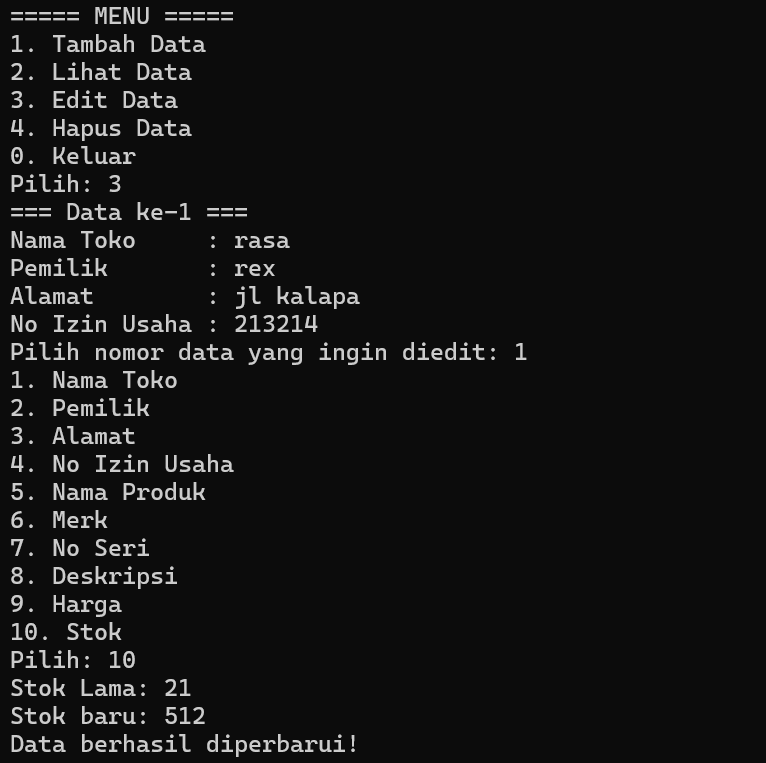 ===== MENU =====
1. Tambah Data
2. Lihat Data
3. Edit Data
4. Hapus Data
0. Keluar
Pilih: 3
=== Data ke-1 ===
Nama Toko     : rasa
Pemilik       : rex
Alamat        : jl kalapa
No Izin Usaha : 213214
Pilih nomor data yang ingin diedit: 1
1. Nama Toko
2. Pemilik
3. Alamat
4. No Izin Usaha
5. Nama Produk
6. Merk
7. No Seri
8. Deskripsi
9. Harga
10. Stok
Pilih: 10
Stok Lama: 21
Stok baru: 512
Data berhasil diperbarui!